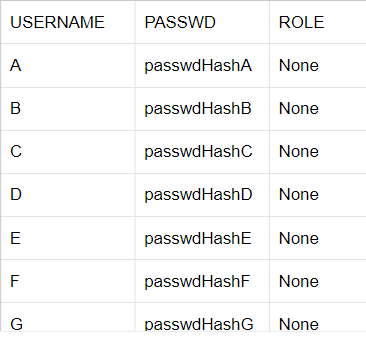 USERNAME PASSWD ROLE
A passwdHashA None
B passwdHashB None
C passwdHashC None
D passwdHashD None
E passwdHashE None
F passwdHashF None
G passwdHashG None